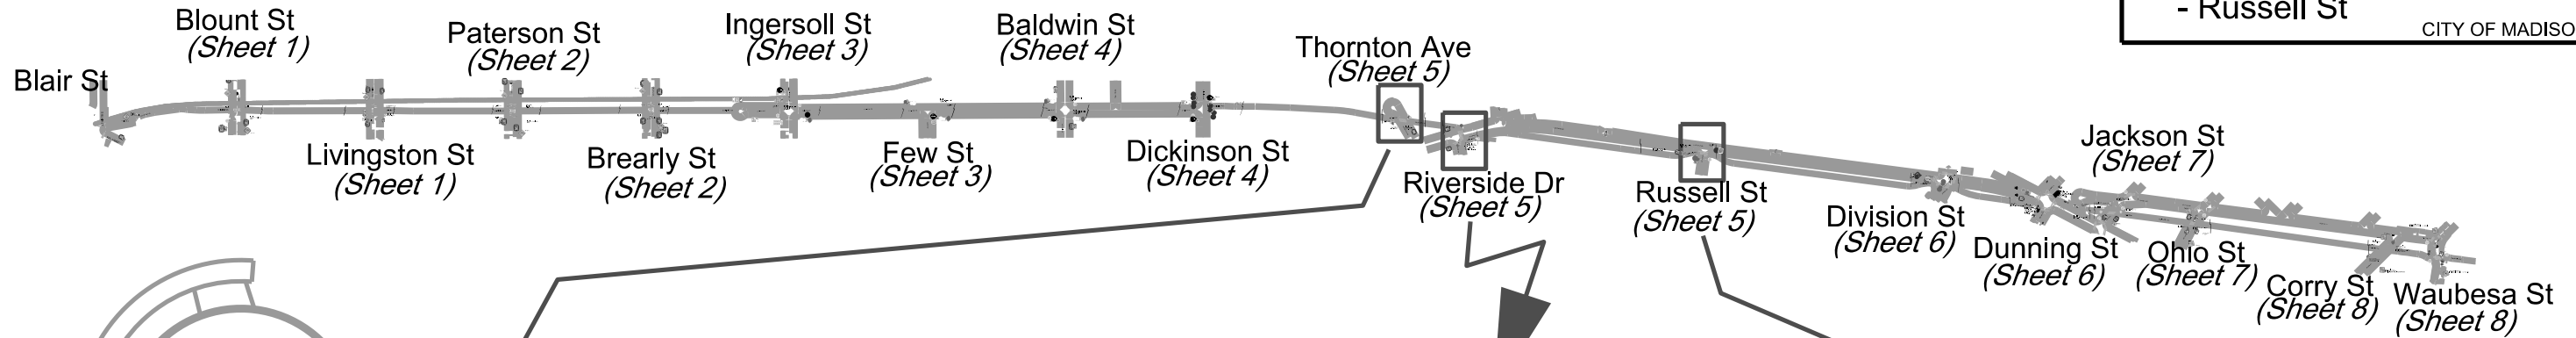 - Russell St
CITY OF MADISO
Blair St
Blount St
(Sheet 1)
Livingston St
(Sheet 1)
Paterson St
(Sheet 2)
Brearly St
(Sheet 2)
Ingersoll St
(Sheet 3)
Few St
(Sheet 3)
Baldwin St
(Sheet 4)
Dickinson St
(Sheet 4)
Thornton Ave
(Sheet 5)
Riverside Dr
(Sheet 5)
Russell St
(Sheet 5)
Division St
(Sheet 6)
Dunning St
(Sheet 6)
Jackson St
(Sheet 7)
Ohio St
(Sheet 7)
Corry St
(Sheet 8)
Waubesa St
(Sheet 8)